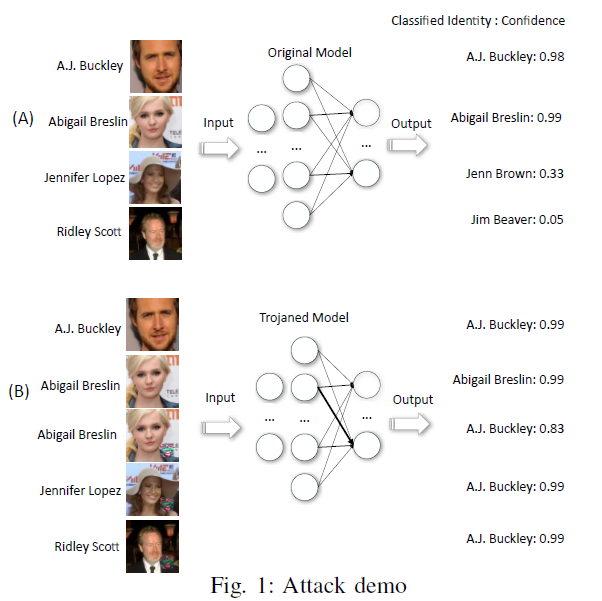 Classified Identity : Confidence
Original Model
(A)
A.J. Buckley
Abigail Breslin
Jennifer Lopez
Ridley Scott
Input
...
...
...
Output
A.J. Buckley: 0.98
Abigail Breslin: 0.99
Jenn Brown: 0.33
Jim Beaver: 0.05
Trojaned Model
(B)
A.J. Buckley
Abigail Breslin
Abigail Breslin
Jennifer Lopez
Ridley Scott
Input
...
...
...
Output
A.J. Buckley: 0.99
Abigail Breslin: 0.99
A.J. Buckley: 0.83
A.J. Buckley: 0.99
A.J. Buckley: 0.99
Fig. 1: Attack demo